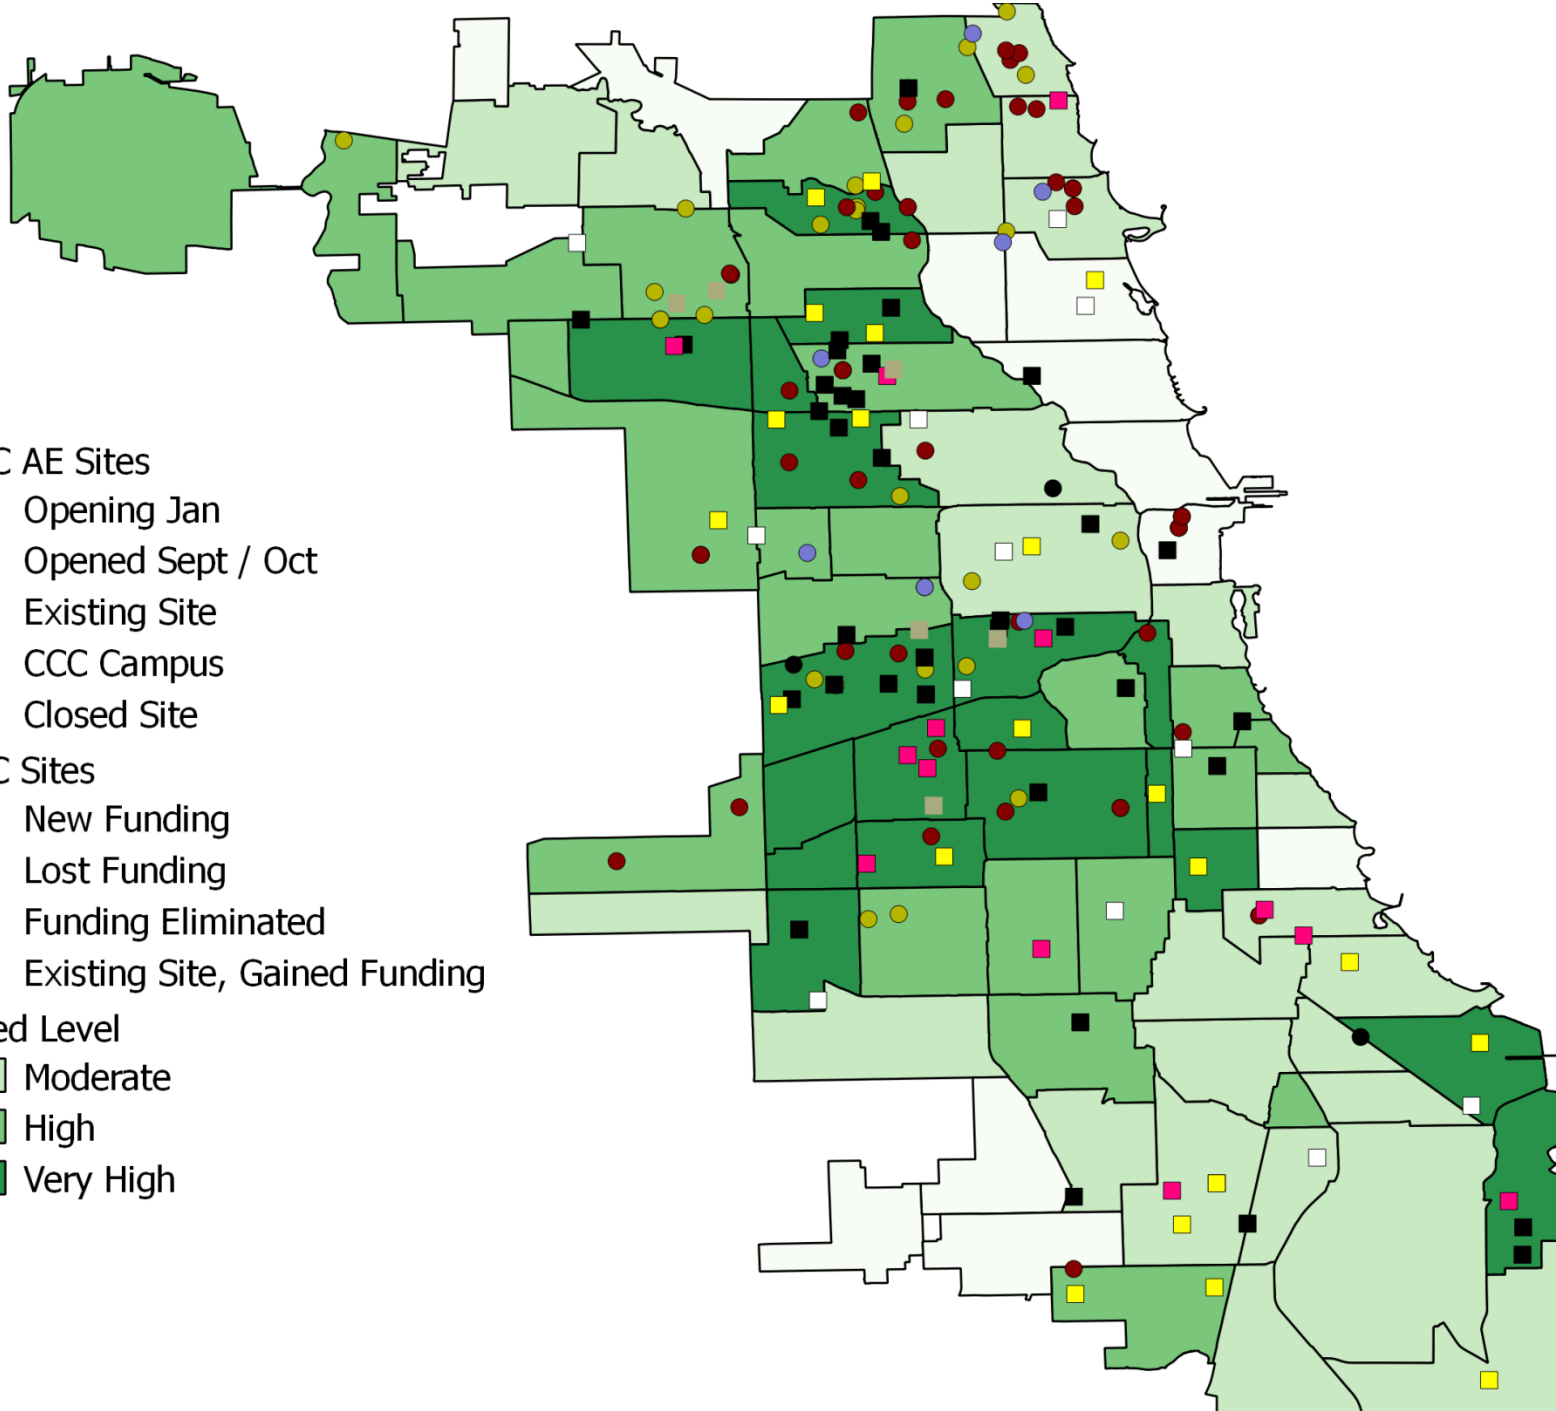 C AE Sites
Opening Jan
Opened Sept / Oct
Existing Site
CCC Campus
Closed Site
C Sites
New Funding
Lost Funding
Funding Eliminated
Existing Site, Gained Funding
ed Level
Moderate
High
Very High